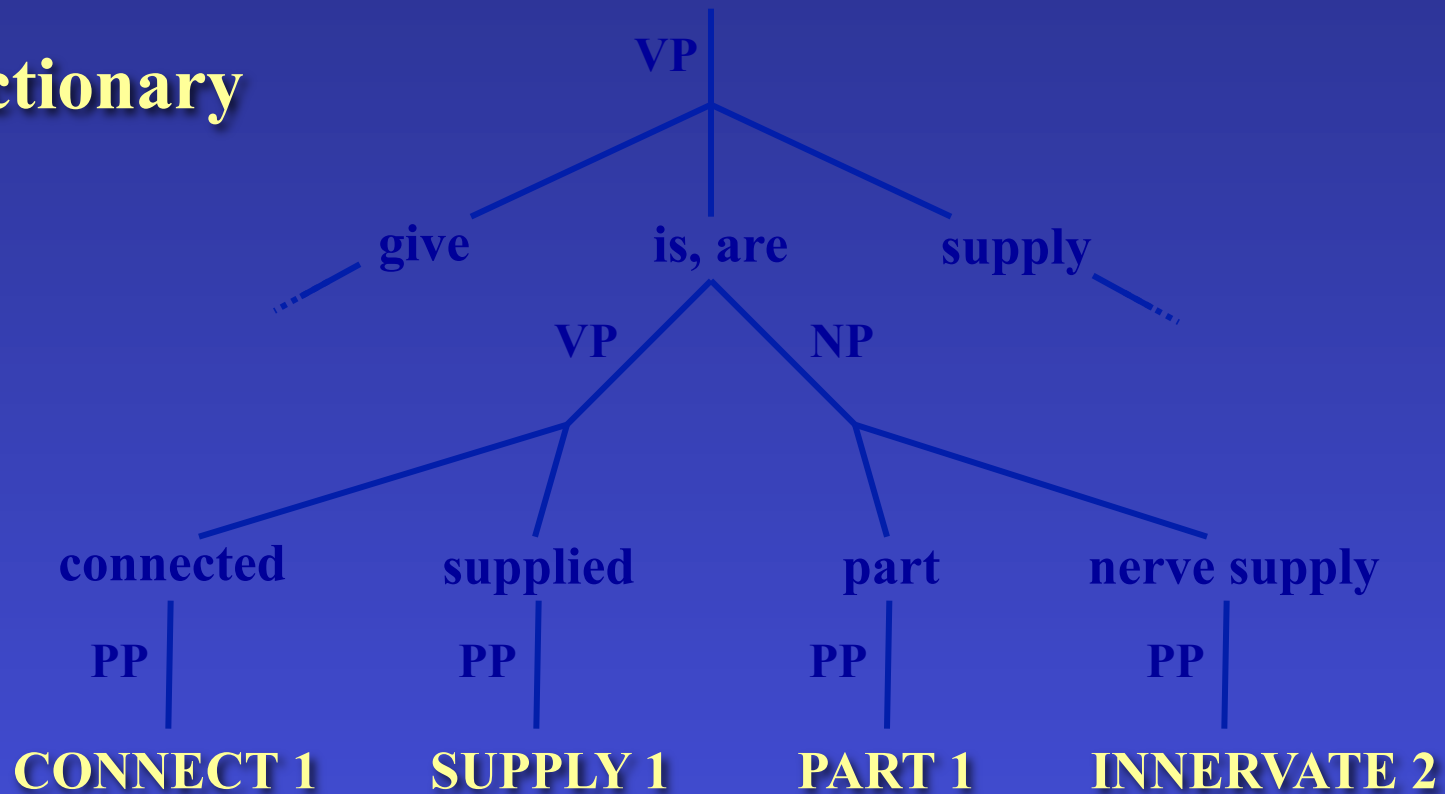 VP
ctionary
give is, are supply
VP NP
connected supplied part nerve supply
PP PP PP PP
CONNECT 1 SUPPLY 1 PART 1 INNERVATE 2